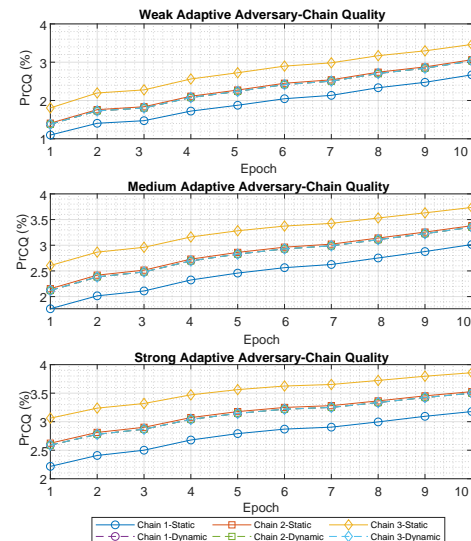 Weak Adaptive Adversary-Chain Quality
PrCQ (%)
4
3
2
1
1 2 3 4 5 6 7 8 9 10
Epoch
Medium Adaptive Adversary-Chain Quality
PrCQ (%)
4
3.5
3
2.5
2
1 2 3 4 5 6 7 8 9 10
Epoch
Strong Adaptive Adversary-Chain Quality
PrCQ (%)
4
3.5
3
2.5
2
1 2 3 4 5 6 7 8 9 10
Epoch
Chain 1-Static Chain 2-Static Chain 3-Static
Chain 1-Dynamic Chain 2-Dynamic Chain 3-Dynamic